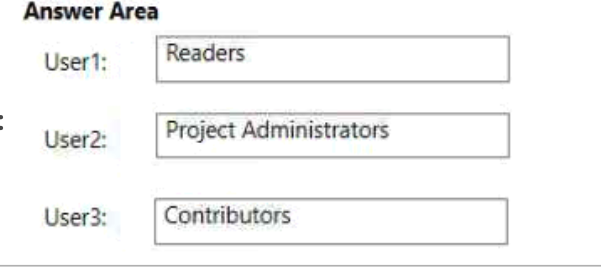 Answer Area
User1: Readers
:
User2: Project Administrators
User3: Contributors